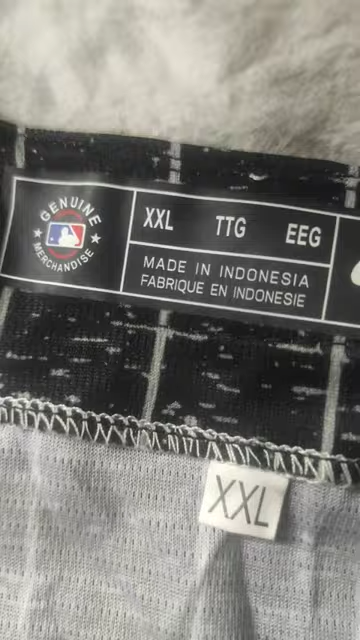 GENUINE
MERCHANDISE
XXL TTG EEG
MADE IN INDONESIA
FABRIQUE EN INDONESIE
XXL